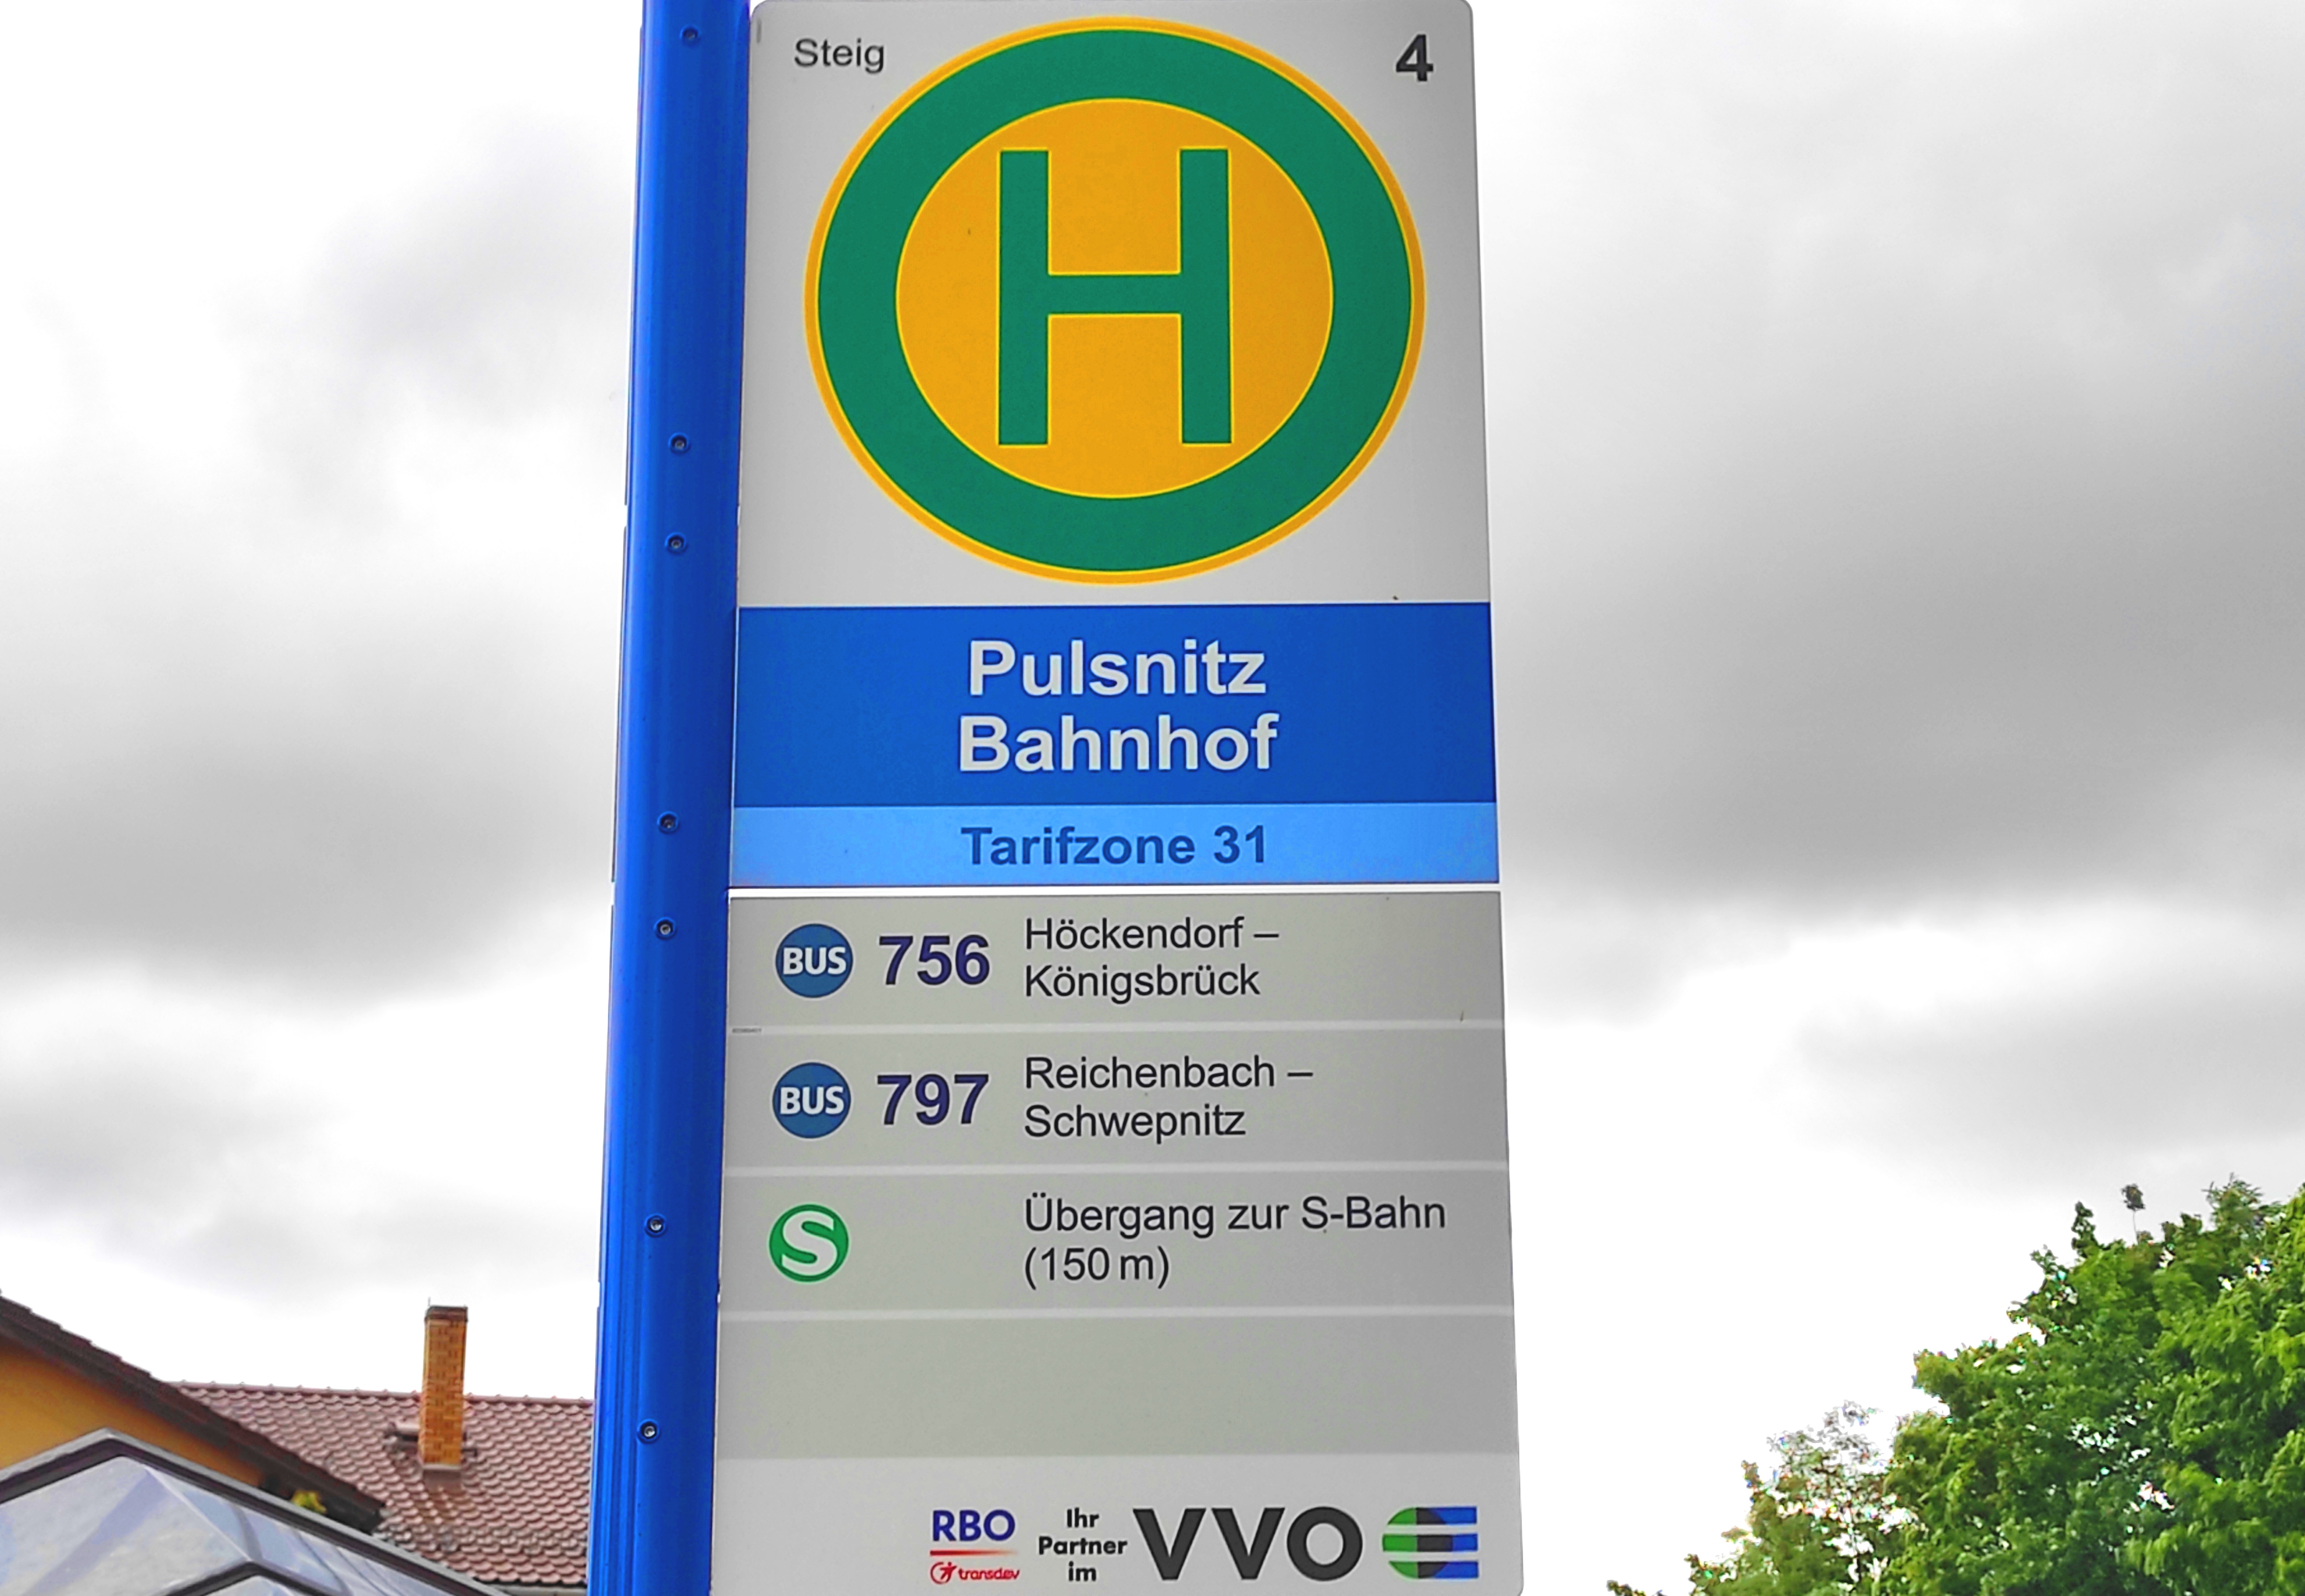 Steig 4
H
Pulsnitz
Bahnhof
Tarifzone 31
BUS 756 Höckendorf –
Königsbrück
BUS 797 Reichenbach –
Schwepnitz
S Übergang zur S-Bahn
(150 m)
RBO
transdev
Ihr
Partner
im
VVO